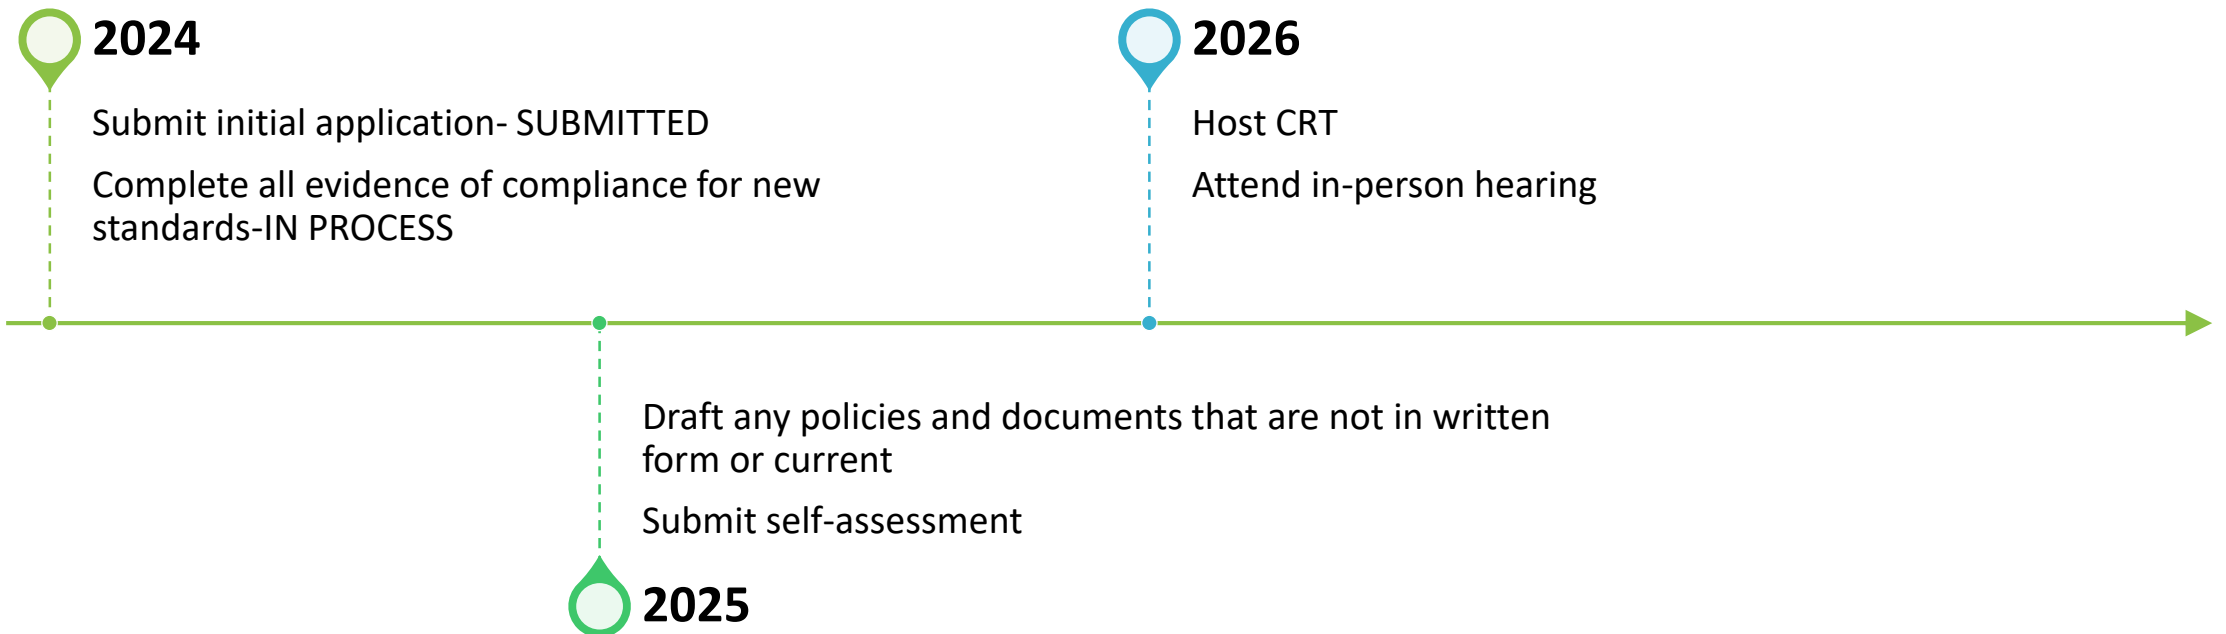 2024
Submit initial application- SUBMITTED
Complete all evidence of compliance for new
standards-IN PROCESS
2026
Host CRT
Attend in-person hearing
Draft any policies and documents that are not in written
form or current
Submit self-assessment
2025